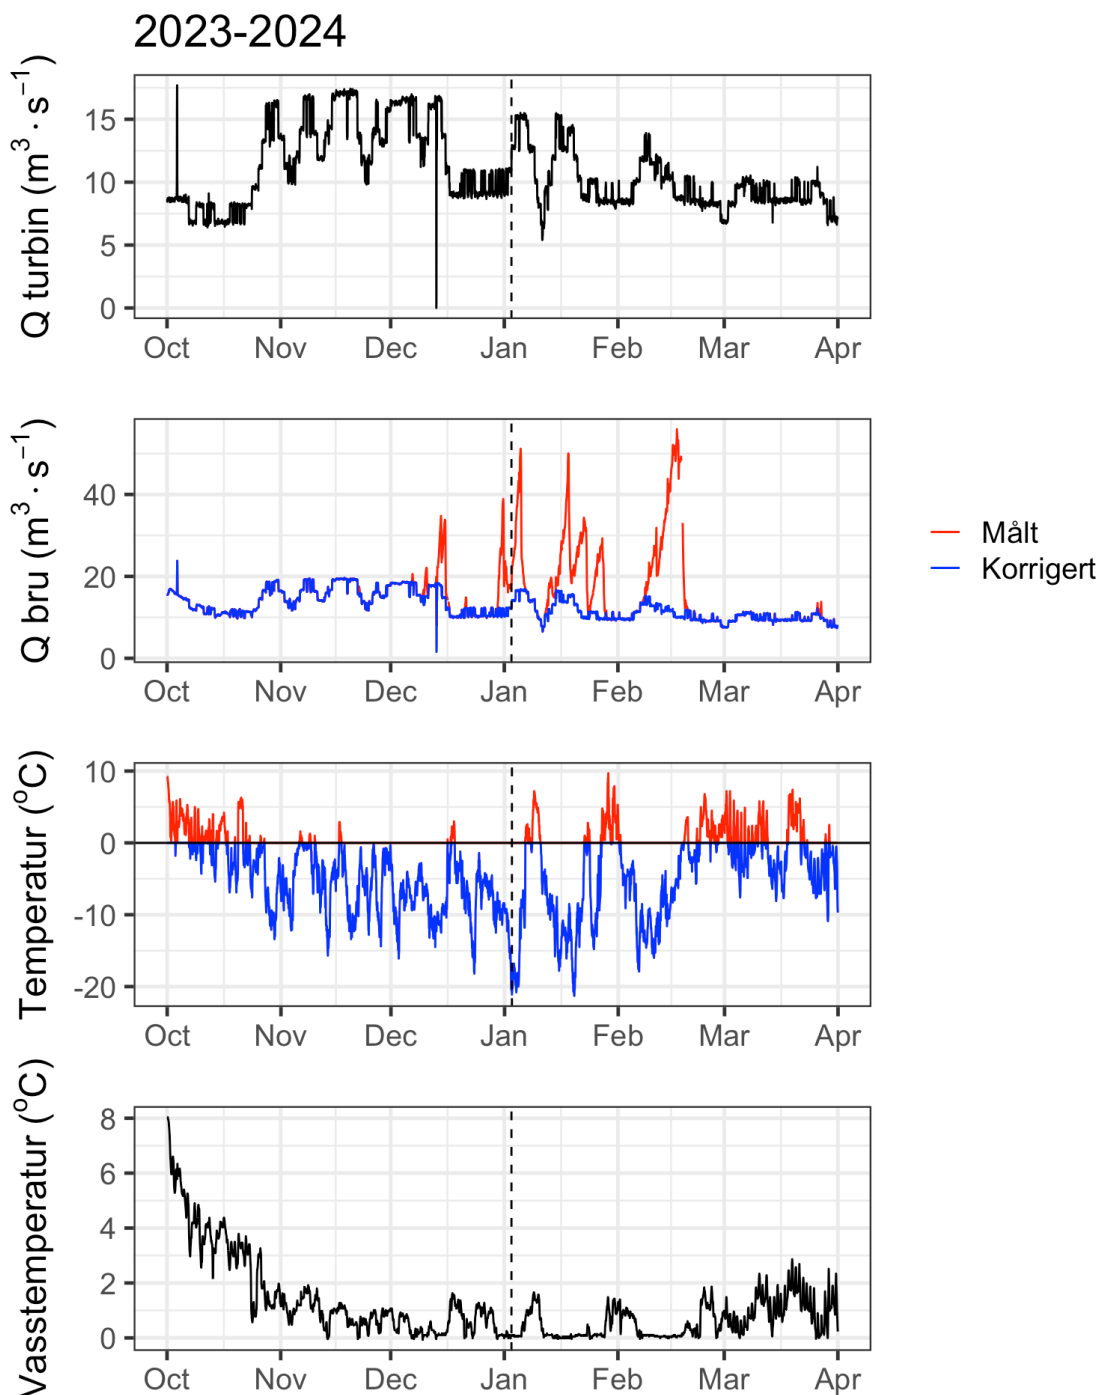 2023-2024
Q turbin (m³·s⁻¹)
15
10
5
0
Oct Nov Dec Jan Feb Mar Apr
Q bru (m³·s⁻¹)
40
20
0
Oct Nov Dec Jan Feb Mar Apr
Målt
Korrigert
Temperatur (°C)
10
0
-10
-20
Oct Nov Dec Jan Feb Mar Apr
Vasstemperatur (°C)
8
6
4
2
0
Oct Nov Dec Jan Feb Mar Apr